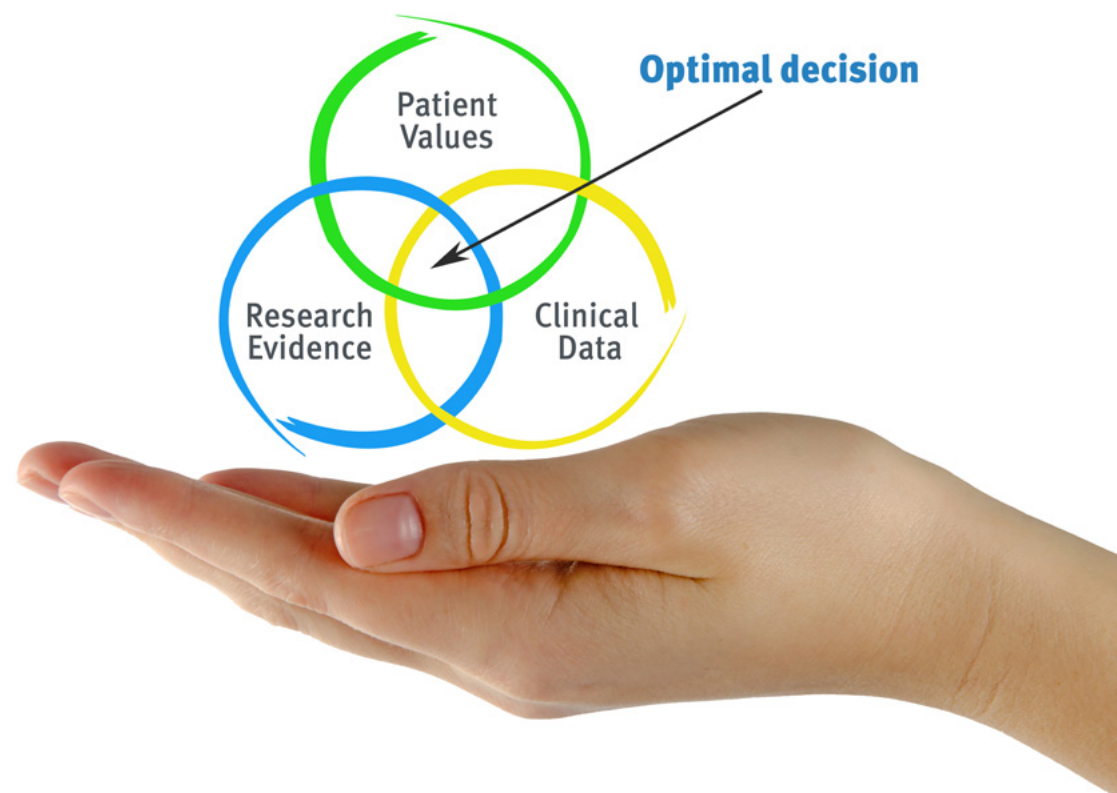 Optimal decision
Patient
Values
Research
Evidence
Clinical
Data